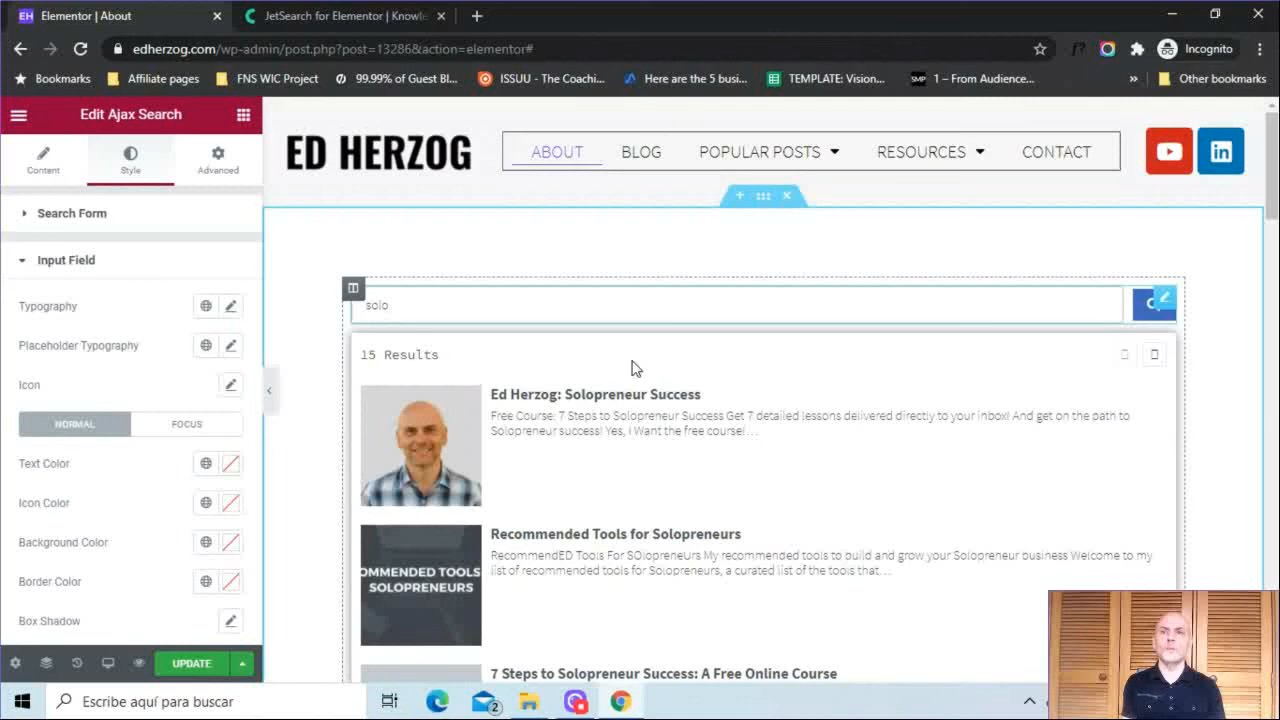 EH Elementor | About
JetSearch for Elementor | Knowle
edherzog.com/wp-admin/post.php?post=13286&action=elementor#
f?
Incognito
Bookmarks
Affiliate pages
FNS WIC Project
99.99% of Guest Bl...
ISSUU - The Coachi...
Here are the 5 busi...
TEMPLATE: Vision...
SMP
1 – From Audience...
»
Other bookmarks
Edit Ajax Search
Content
Style
Advanced
Search Form
Input Field
Typography
Placeholder Typography
Icon
NORMAL
FOCUS
Text Color
Icon Color
Background Color
Border Color
Box Shadow
UPDATE
ED HERZOG
ABOUT
BLOG
POPULAR POSTS
RESOURCES
CONTACT
in
solo
15 Results
Ed Herzog: Solopreneur Success
Free Course: 7 Steps to Solopreneur Success Get 7 detailed lessons delivered directly to your inbox! And get on the path to
Solopreneur success! Yes, I Want the free course!...
OMMENDED TOOLS
SOLOPRENEURS
Recommended Tools for Solopreneurs
RecommendED Tools For SOlopreneurs My recommended tools to build and grow your Solopreneur business Welcome to my
list of recommended tools for Solopreneurs, a curated list of the tools that...
7 Steps to Solopreneur Success: A Free Online Course
Escribe aquí para buscar
2